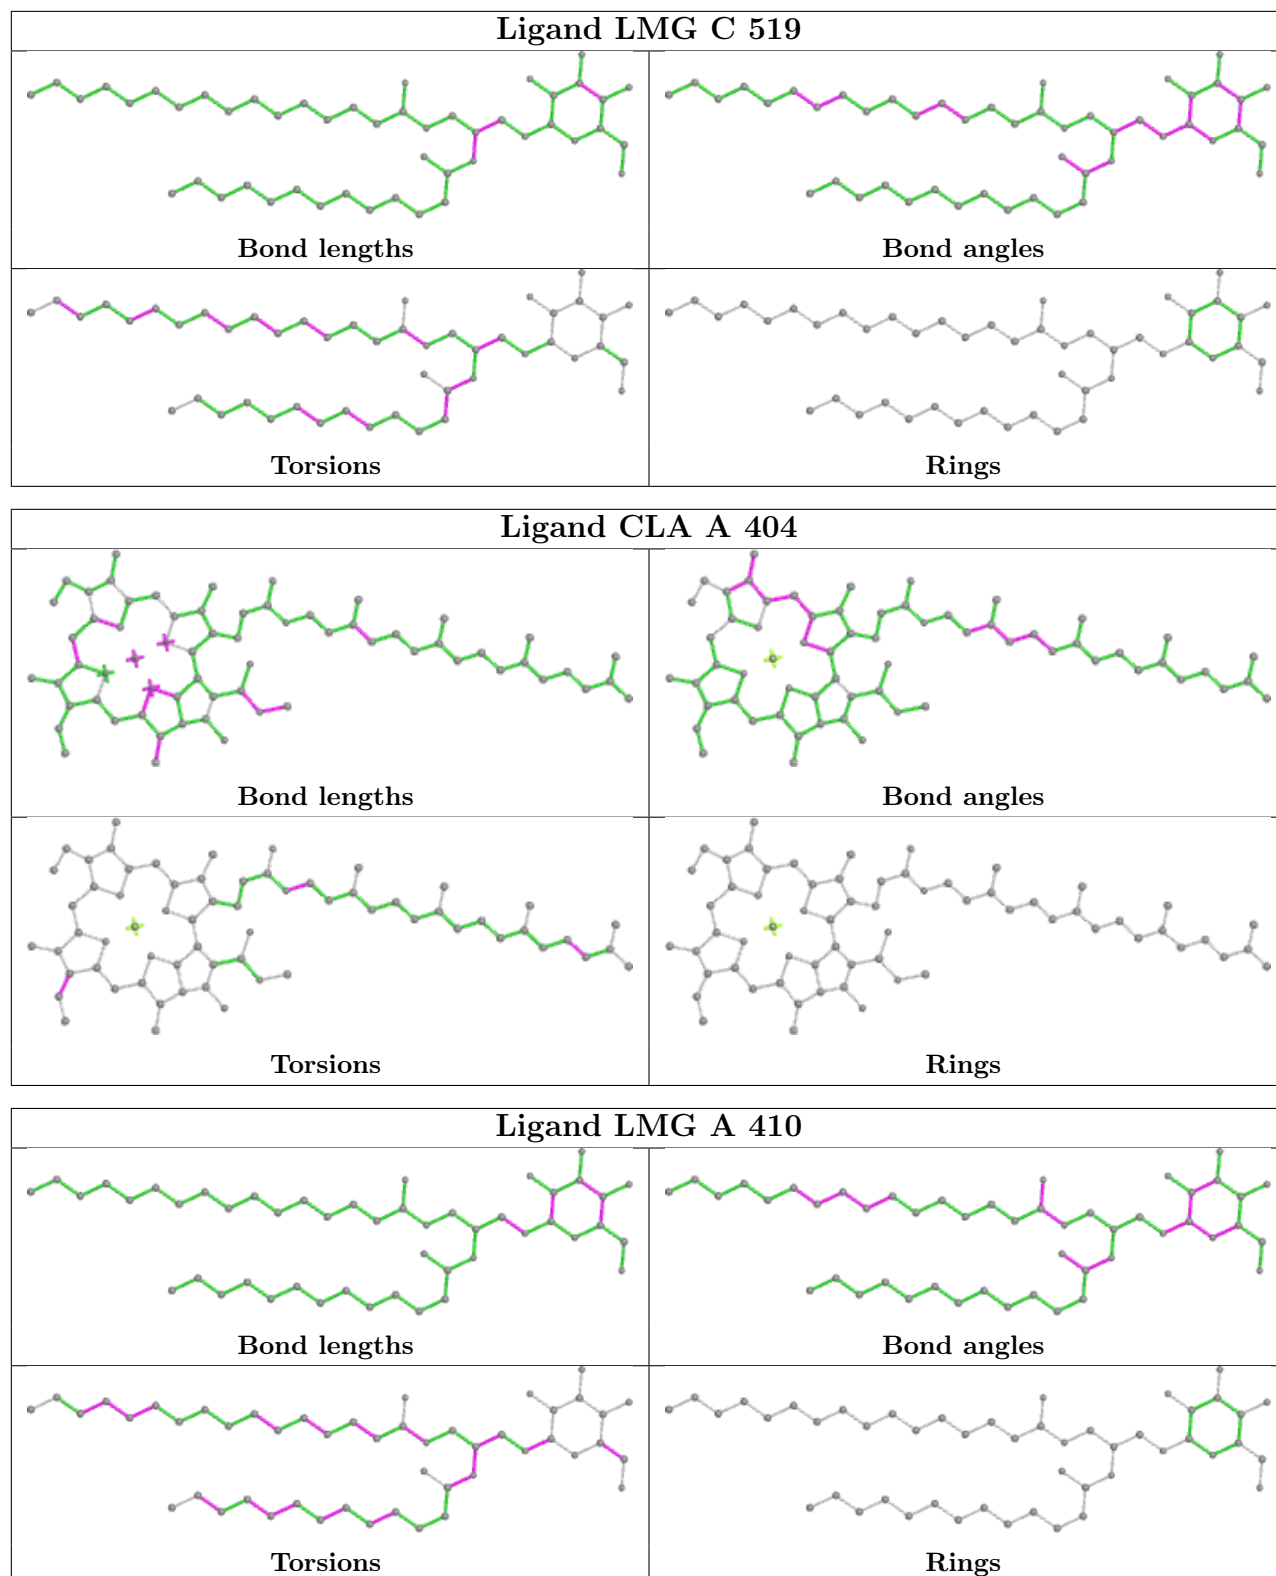 Ligand LMG C 519
Bond lengths
Bond angles
Torsions
Rings
Ligand CLA A 404
Bond lengths
Bond angles
Torsions
Rings
Ligand LMG A 410
Bond lengths
Bond angles
Torsions
Rings